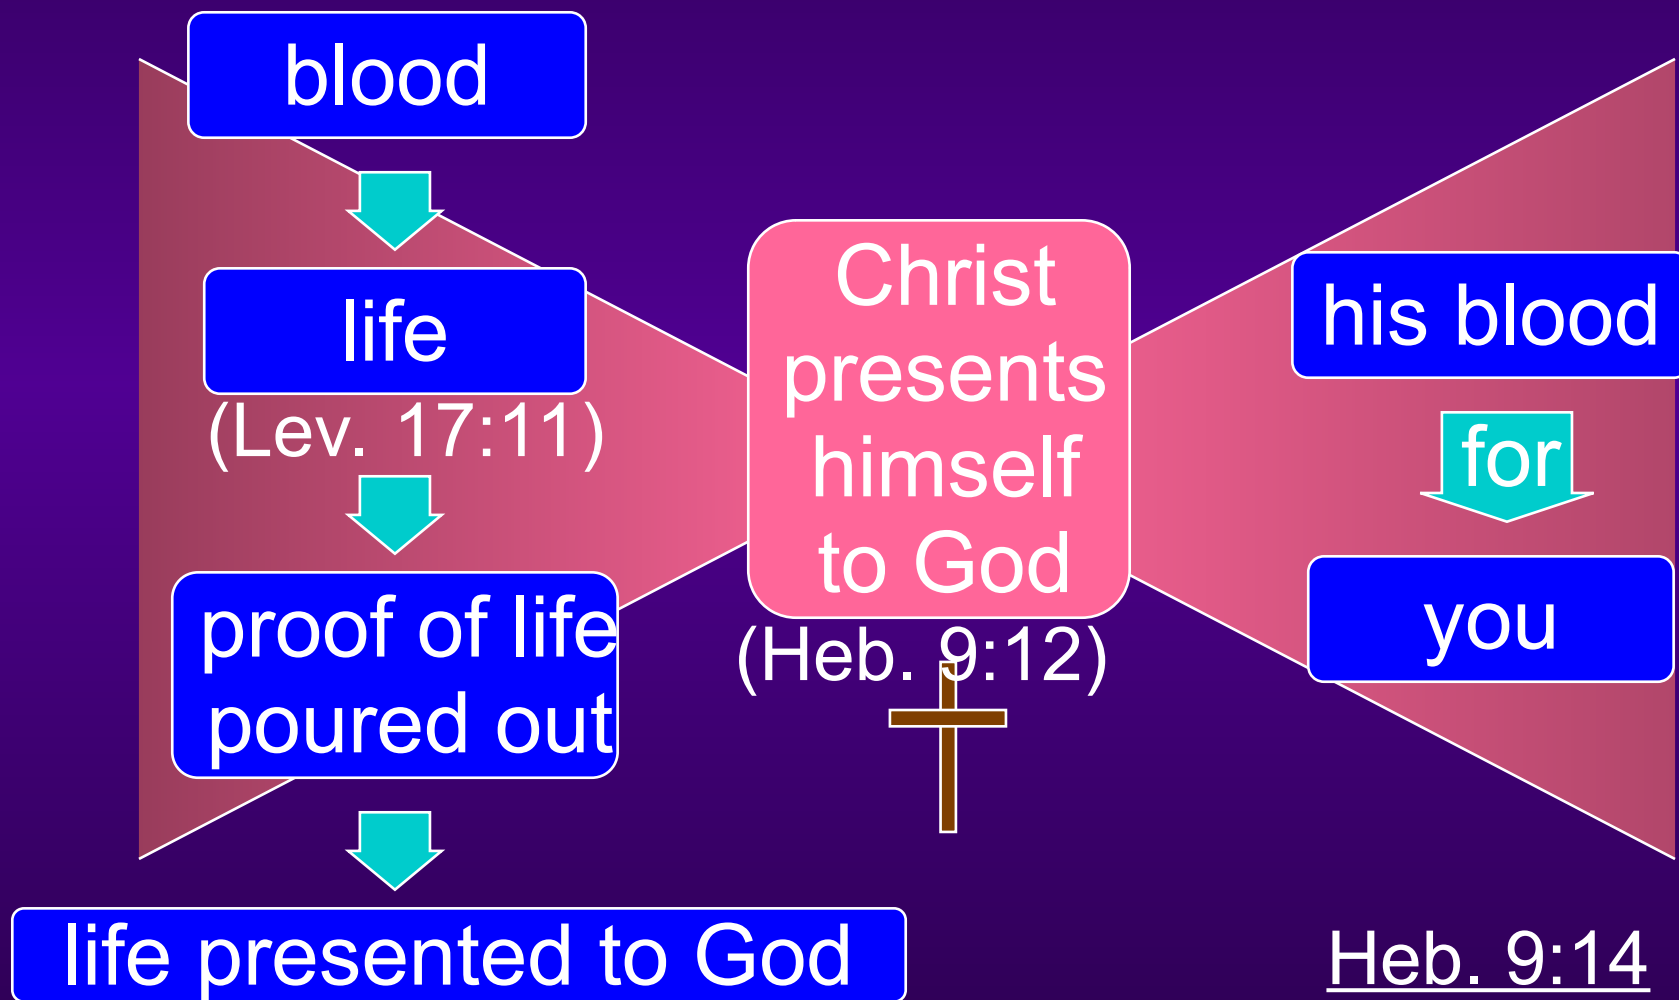 blood
life
(Lev. 17:11)
proof of life
poured out
life presented to God
Christ
presents
himself
to God
(Heb. 9:12)
his blood
for
you
Heb. 9:14